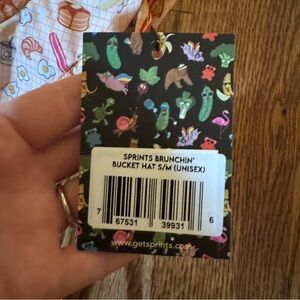 SPRINTS BRUNCHIN'
BUCKET HAT S/M (UNISEX)
7 67531 39931 6
www.getsprints.com